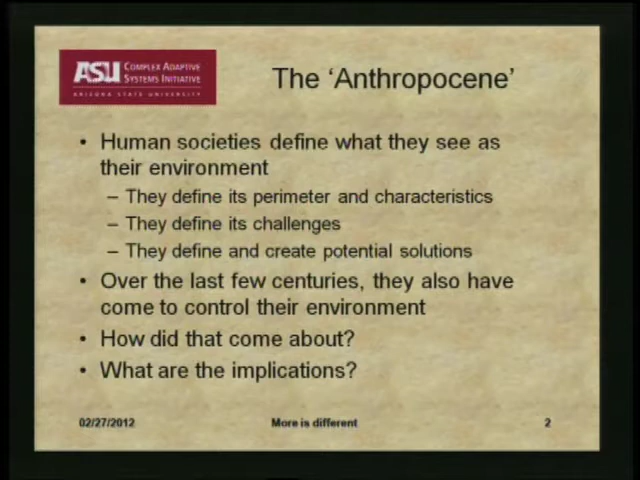 ASU COMPLEX ADAPTIVE
SYSTEMS INITIATIVE
ARIZONA STATE UNIVERSITY
The ‘Anthropocene’
• Human societies define what they see as
their environment
– They define its perimeter and characteristics
– They define its challenges
– They define and create potential solutions
• Over the last few centuries, they also have
come to control their environment
• How did that come about?
• What are the implications?
02/27/2012
More is different
2